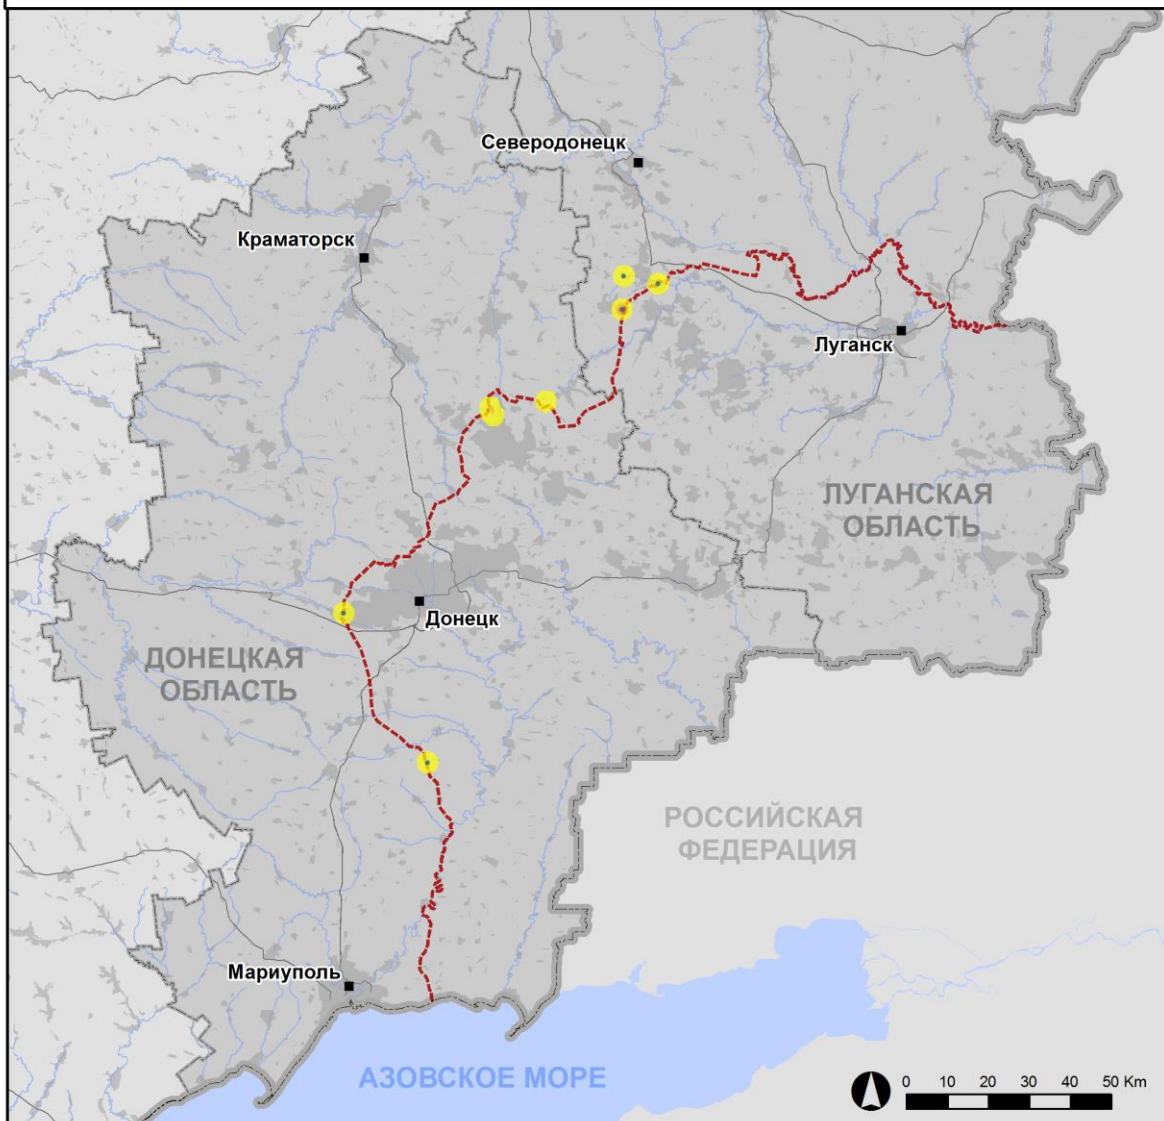 Северодонецк
Краматорск
Луганск
ЛУГАНСКАЯ
ОБЛАСТЬ
Донецк
ДОНЕЦКАЯ
ОБЛАСТЬ
РОССИЙСКАЯ
ФЕДЕРАЦИЯ
Мариуполь
АЗОВСКОЕ МОРЕ
0 10 20 30 40 50 Km